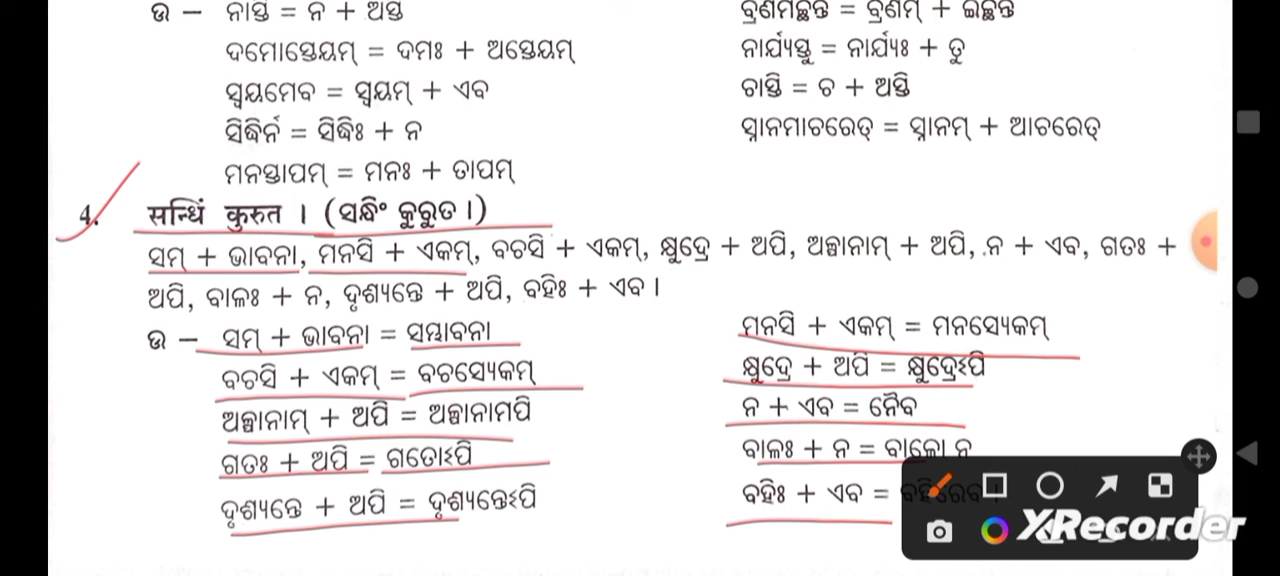 ଉ – ନାସ୍ତି = ନ + ଅସ୍ତି
ଦମୋସ୍ତେୟମ୍ = ଦମଃ + ଅସ୍ତେୟମ୍
ସ୍ୱୟମେବ = ସ୍ୱୟମ୍ + ଏବ
ସିଦ୍ଧିର୍ନ = ସିଦ୍ଧିଃ + ନ
ମନସ୍ତାପମ୍ = ମନଃ + ତାପମ୍
ବ୍ରଣମିଚ୍ଛନ୍ତି = ବ୍ରଣମ୍ + ଇଚ୍ଛନ୍ତି
ନାର୍ଯ୍ୟସ୍ତୁ = ନାର୍ଯ୍ୟଃ + ତୁ
ଚାସ୍ତି = ଚ + ଅସ୍ତି
ସ୍ନାନମାଚରେତ୍ = ସ୍ନାନମ୍ + ଆଚରେତ୍
4. सन्धिं कुरुत । (ସନ୍ଧିଂ କୁରୁତ ।)
ସମ୍ + ଭାବନା, ମନସି + ଏକମ୍, ବଚସି + ଏକମ୍, କ୍ଷୁଦ୍ରେ + ଅପି, ଅଜ୍ଞାନାମ୍ + ଅପି, ନ + ଏବ, ଗତଃ +
ଅପି, ବାଳଃ + ନ, ଦୃଶ୍ୟନ୍ତେ + ଅପି, ବହିଃ + ଏବ ।
ଉ – ସମ୍ + ଭାବନା = ସମ୍ଭାବନା
ବଚସି + ଏକମ୍ = ବଚସ୍ୟେକମ୍
ଅଜ୍ଞାନାମ୍ + ଅପି = ଅଜ୍ଞାନାମପି
ଗତଃ + ଅପି = ଗତୋଽପି
ଦୃଶ୍ୟନ୍ତେ + ଅପି = ଦୃଶ୍ୟନ୍ତେଽପି
ମନସି + ଏକମ୍ = ମନସ୍ୟେକମ୍
କ୍ଷୁଦ୍ରେ + ଅପି = କ୍ଷୁଦ୍ରେଽପି
ନ + ଏବ = ନୈବ
ବାଳଃ + ନ = ବାଳୋ ନ
ବହିଃ + ଏବ = ବହିରେବ ।
XRecorder